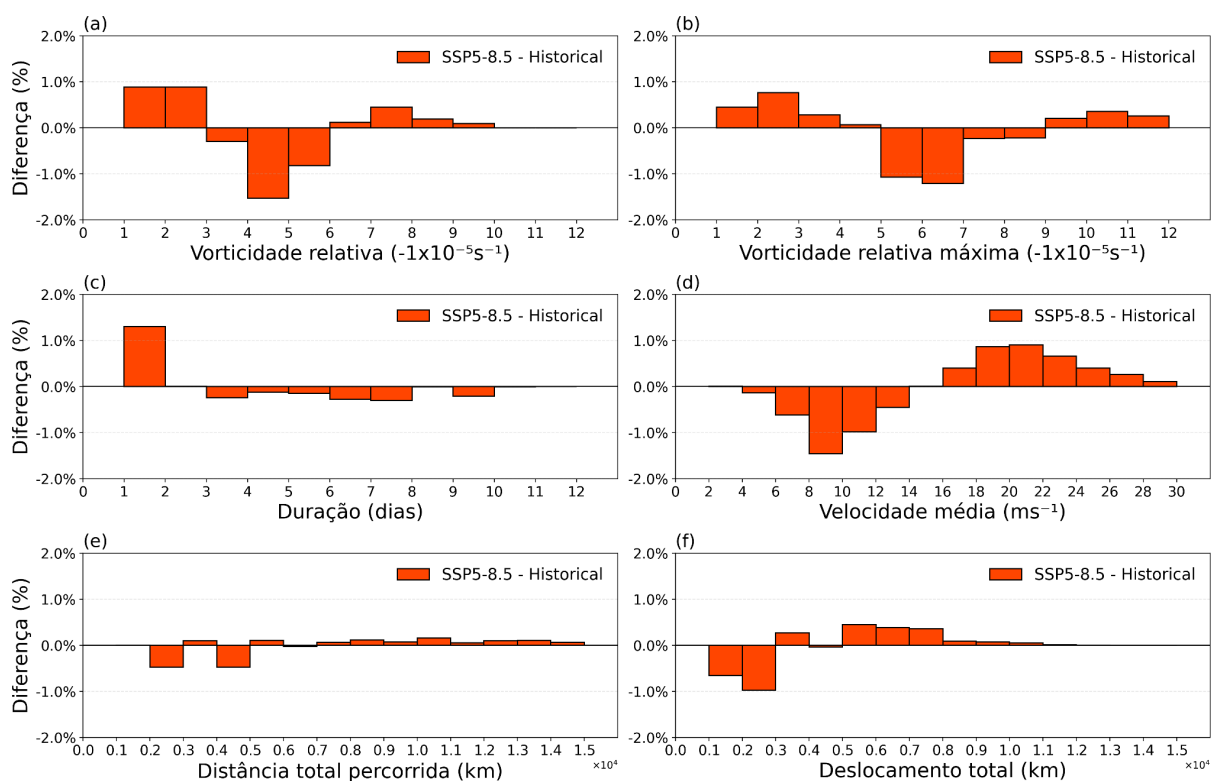 (a)
2.0%
1.0%
0.0%
-1.0%
-2.0%
Diferença (%)
SSP5-8.5 - Historical
0 1 2 3 4 5 6 7 8 9 10 11 12
Vorticidade relativa (-1x10⁻⁵s⁻¹)
(b)
2.0%
1.0%
0.0%
-1.0%
-2.0%
SSP5-8.5 - Historical
0 1 2 3 4 5 6 7 8 9 10 11 12
Vorticidade relativa máxima (-1x10⁻⁵s⁻¹)
(c)
2.0%
1.0%
0.0%
-1.0%
-2.0%
Diferença (%)
SSP5-8.5 - Historical
0 1 2 3 4 5 6 7 8 9 10 11 12
Duração (dias)
(d)
2.0%
1.0%
0.0%
-1.0%
-2.0%
SSP5-8.5 - Historical
0 2 4 6 8 10 12 14 16 18 20 22 24 26 28 30
Velocidade média (ms⁻¹)
(e)
2.0%
1.0%
0.0%
-1.0%
-2.0%
Diferença (%)
SSP5-8.5 - Historical
0.0 0.1 0.2 0.3 0.4 0.5 0.6 0.7 0.8 0.9 1.0 1.1 1.2 1.3 1.4 1.5
×10⁴
Distância total percorrida (km)
(f)
2.0%
1.0%
0.0%
-1.0%
-2.0%
SSP5-8.5 - Historical
0.0 0.1 0.2 0.3 0.4 0.5 0.6 0.7 0.8 0.9 1.0 1.1 1.2 1.3 1.4 1.5
×10⁴
Deslocamento total (km)